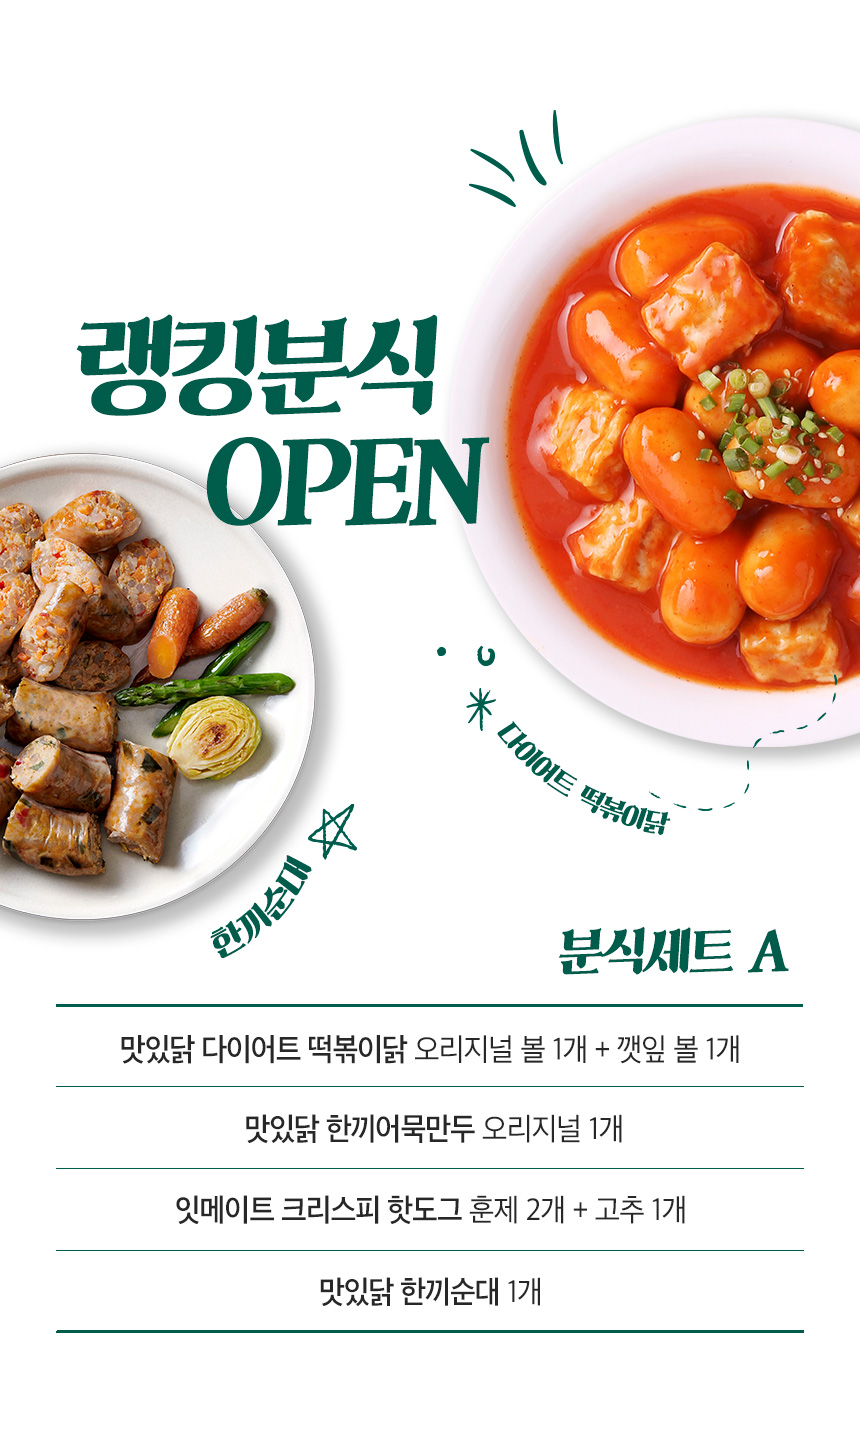 랭킹분식
OPEN
다이어트 떡볶이닭
한끼순대
분식세트 A
맛있닭 다이어트 떡볶이닭 오리지널 볼 1개 + 깻잎 볼 1개
맛있닭 한끼어묵만두 오리지널 1개
잇메이트 크리스피 핫도그 훈제 2개 + 고추 1개
맛있닭 한끼순대 1개